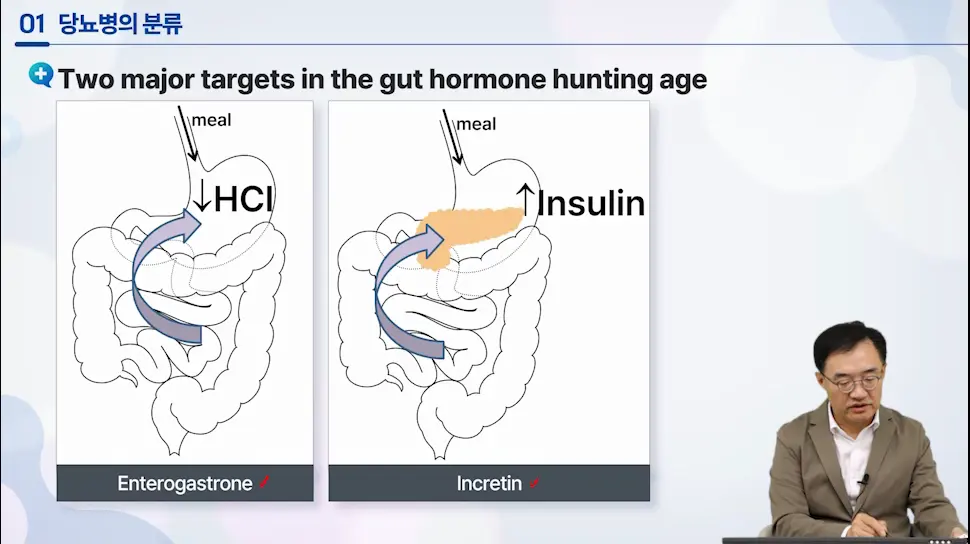 01 당뇨병의 분류
Two major targets in the gut hormone hunting age
meal
↓HCl
Enterogastrone
meal
↑Insulin
Incretin